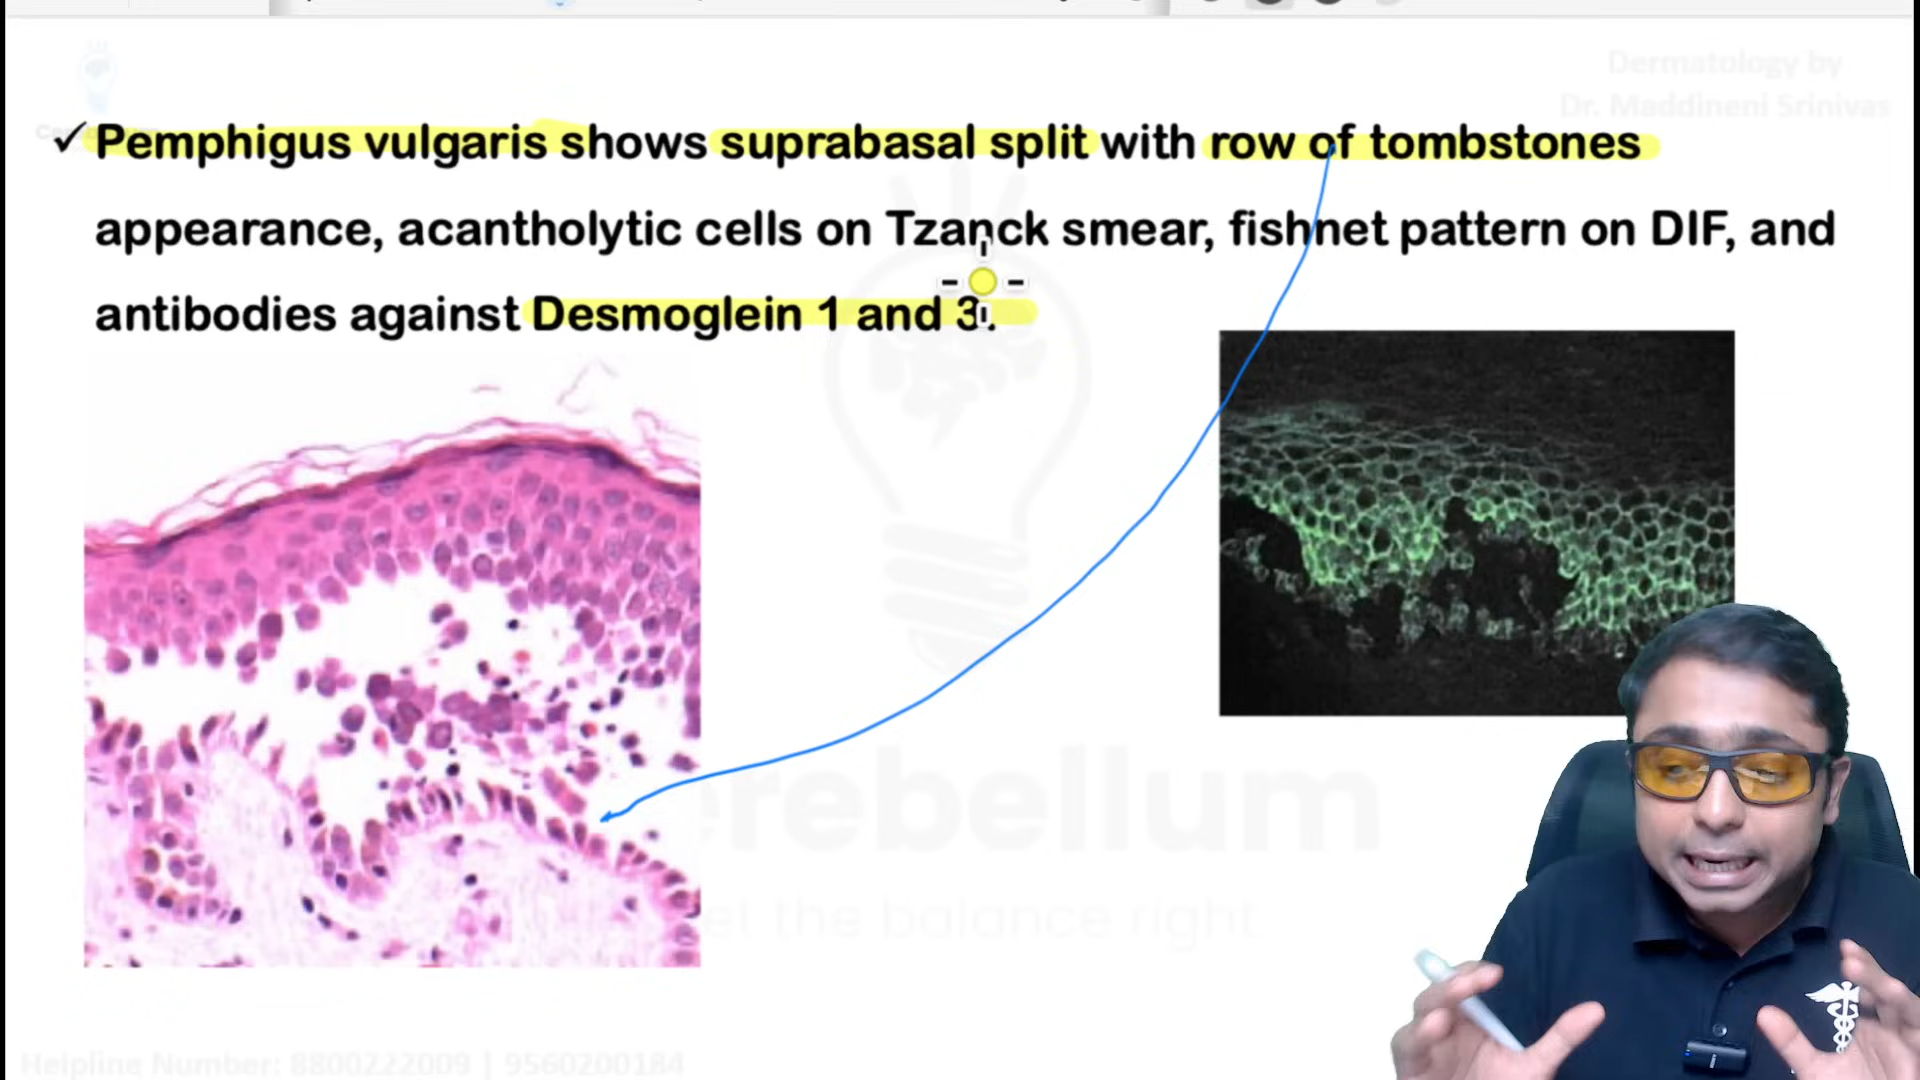 Dermatology by
Dr. Maddineni Srinivas
✓ Pemphigus vulgaris shows suprabasal split with row of tombstones
appearance, acantholytic cells on Tzanck smear, fishnet pattern on DIF, and
antibodies against Desmoglein 1 and 3.
erebellum
et the balance right
Helpline Number: 8800222009 | 9560200184